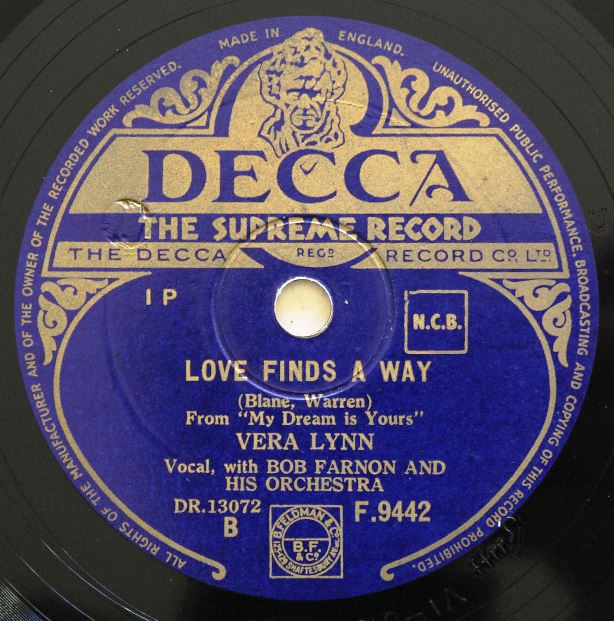 ALL RIGHTS OF THE MANUFACTURER AND OF THE OWNER OF THE RECORDED WORK RESERVED. MADE IN ENGLAND. UNAUTHORISED PUBLIC PERFORMANCE, BROADCASTING AND COPYING OF THIS RECORD PROHIBITED.
DECCA
THE SUPREME RECORD
THE DECCA REGD RECORD CO LTD
1 P
N.C.B.
LOVE FINDS A WAY
(Blane, Warren)
From "My Dream is Yours"
VERA LYNN
Vocal, with BOB FARNON AND
HIS ORCHESTRA
DR.13072
B
F.9442
B.FELDMAN & Co
B.F.
& Co
125-129 SHAFTESBURY AV.